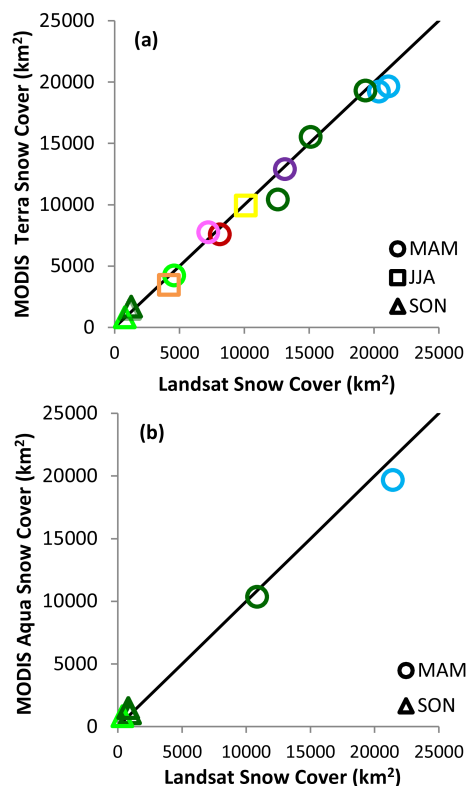 (a)
MODIS Terra Snow Cover (km²)
25000
20000
15000
10000
5000
0
MAM
JJA
SON
0 5000 10000 15000 20000 25000
Landsat Snow Cover (km²)
(b)
MODIS Aqua Snow Cover (km²)
25000
20000
15000
10000
5000
0
MAM
SON
0 5000 10000 15000 20000 25000
Landsat Snow Cover (km²)